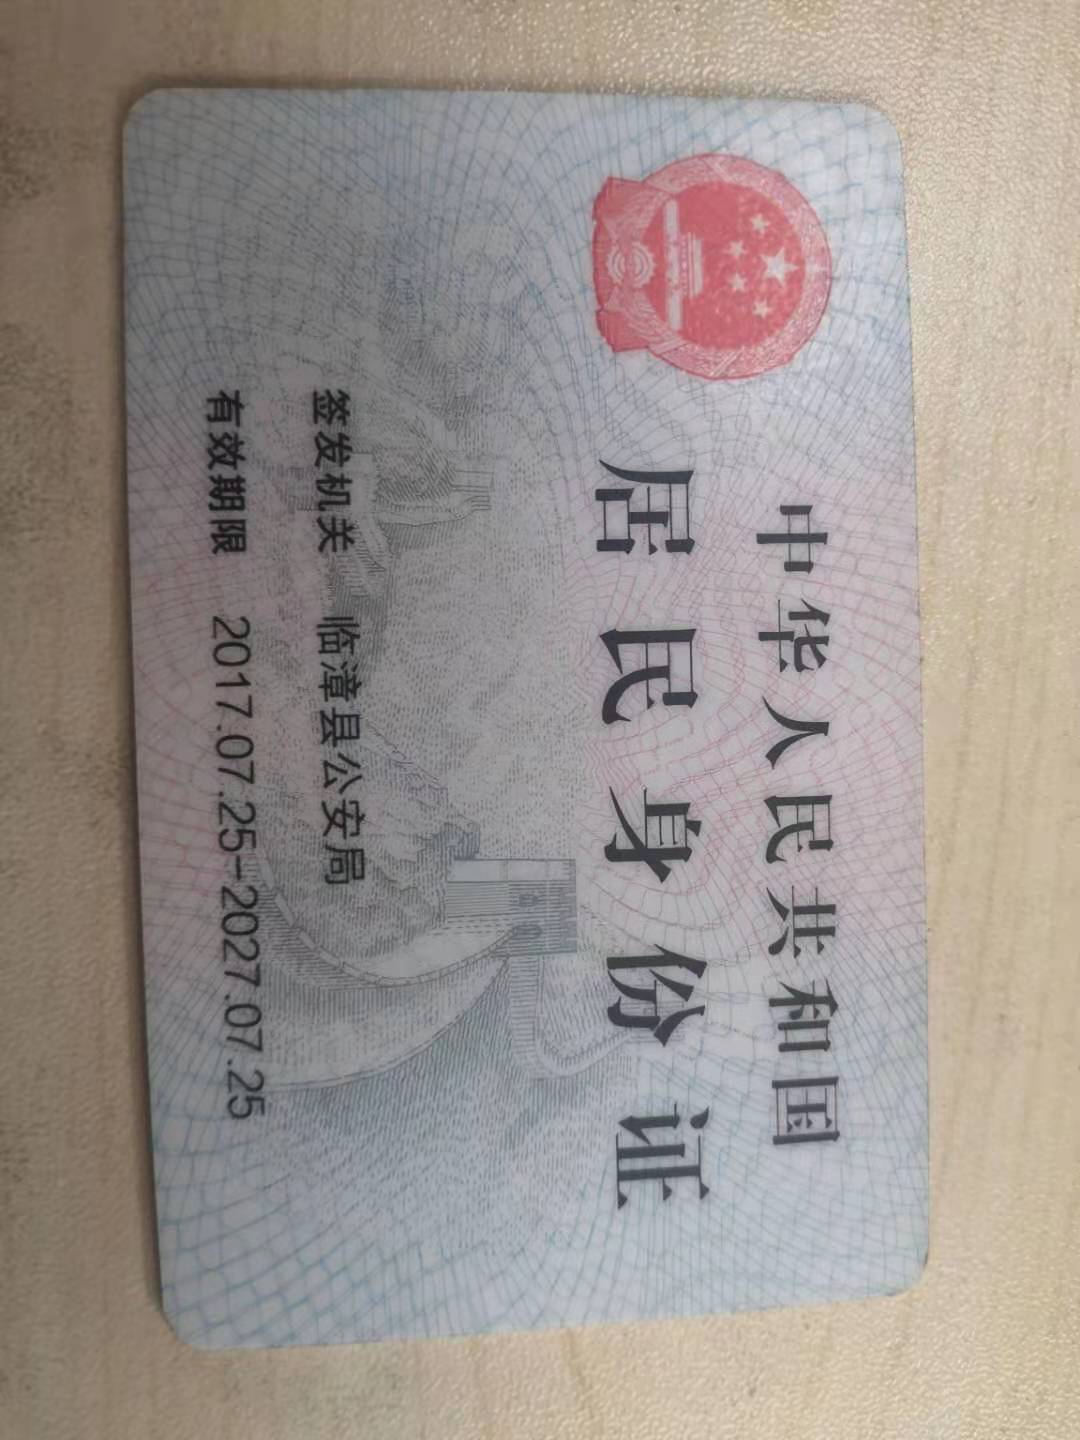 中华人民共和国
居民身份证
签发机关 临漳县公安局
有效期限 2017.07.25-2027.07.25